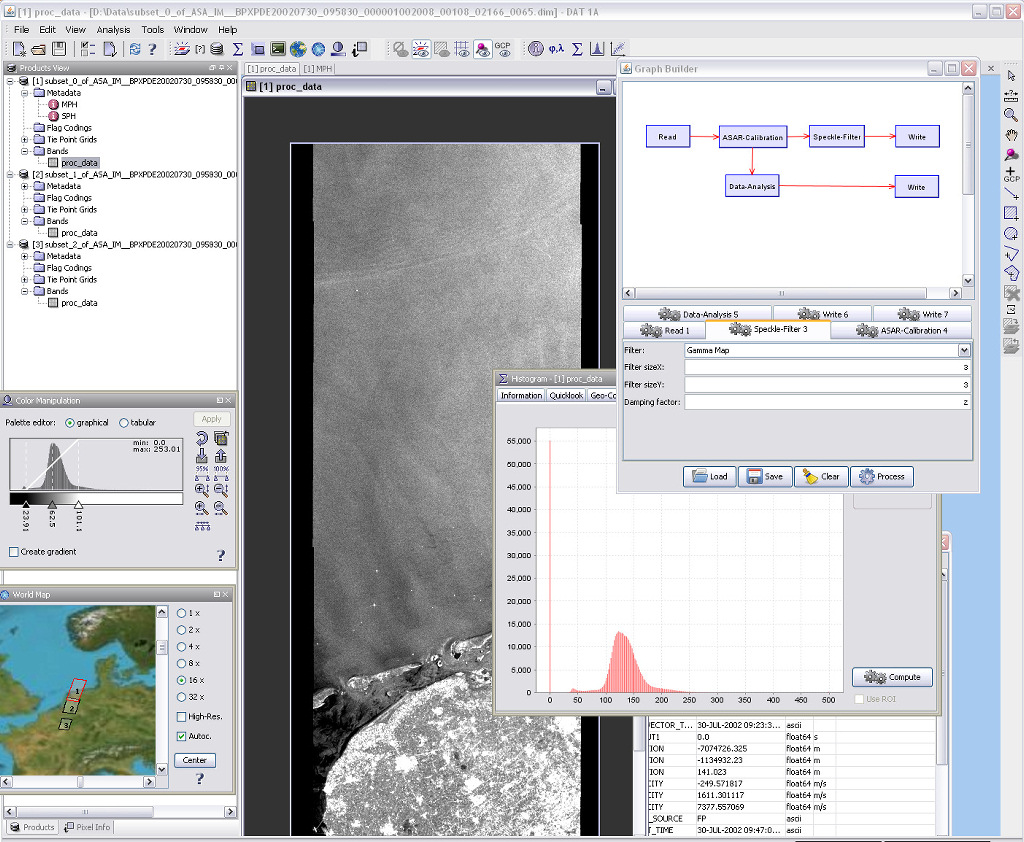 [1] proc_data - [D:\Data\subset_0_of_ASA_IM__BPXPDE20020730_095830_000001002008_00108_02166_0065.dim] - DAT 1A
File Edit View Analysis Tools Window Help
GCP φ,λ Σ
Products View
[1] subset_0_of_ASA_IM__BPXPDE20020730_095830_00
Metadata
MPH
SPH
Flag Codings
Tie Point Grids
Bands
proc_data
[2] subset_1_of_ASA_IM__BPXPDE20020730_095830_00
Metadata
Flag Codings
Tie Point Grids
Bands
proc_data
[3] subset_2_of_ASA_IM__BPXPDE20020730_095830_00
Metadata
Flag Codings
Tie Point Grids
Bands
proc_data
Color Manipulation
Palette editor: graphical tabular
Apply
min: 0.0
max: 253.01
95% 100%
23.91 62.5 101.1
Create gradient
?
World Map
1 x
2 x
4 x
8 x
16 x
32 x
High-Res.
Autoc.
Center
?
1
2
3
Products Pixel Info
[1] proc_data [1] MPH
[1] proc_data
Graph Builder
Read ASAR-Calibration Speckle-Filter Write
Data-Analysis Write
Data-Analysis 5 Write 6 Write 7
Read 1 Speckle-Filter 3 ASAR-Calibration 4
Filter: Gamma Map
Filter sizeX: 3
Filter sizeY: 3
Damping factor: 2
Load Save Clear Process
GCP
Histogram - [1] proc_data
Information Quicklook Geo-Co
55,000
50,000
45,000
40,000
35,000
30,000
25,000
20,000
15,000
10,000
5,000
0
0 50 100 150 200 250 300 350 400 450 500
Compute
Use ROI
VECTOR_T... 30-JUL-2002 09:23:3... ascii
UT1 0.0 float64 s
ION -7074726.325 float64 m
ION -1134932.23 float64 m
ION 141.023 float64 m
CITY -249.571817 float64 m/s
CITY 1611.301117 float64 m/s
CITY 7377.557069 float64 m/s
_SOURCE FP ascii
T_TIME 30-JUL-2002 09:47:0... ascii